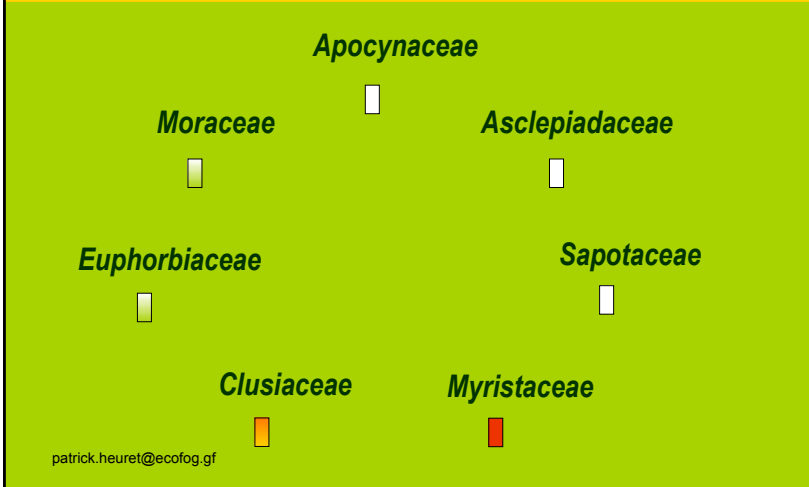 Apocynaceae
Moraceae
Asclepiadaceae
Euphorbiaceae
Sapotaceae
Clusiaceae
Myristaceae
patrick.heuret@ecofog.gf